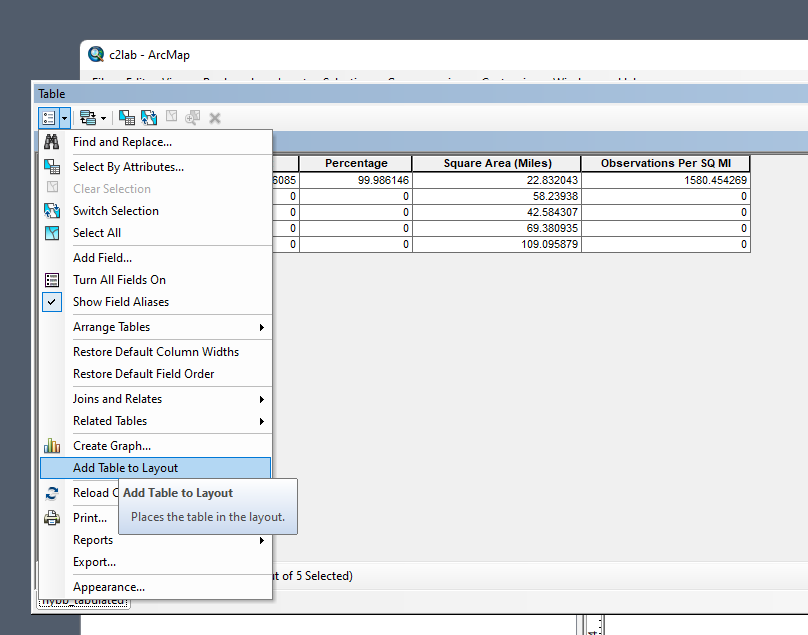 c2lab - ArcMap
Table
Find and Replace...
Select By Attributes...
Clear Selection
Switch Selection
Select All
Add Field...
Turn All Fields On
Show Field Aliases
Arrange Tables
Restore Default Column Widths
Restore Default Field Order
Joins and Relates
Related Tables
Create Graph...
Add Table to Layout
Reload C
Print...
Reports
Export...
Appearance...
Add Table to Layout
Places the table in the layout.
Percentage Square Area (Miles) Observations Per SQ MI
6085 99.986146 22.832043 1580.454269
0 0 58.23938 0
0 0 42.584307 0
0 0 69.380935 0
0 0 109.095879 0
t of 5 Selected)
nybb_tabulated